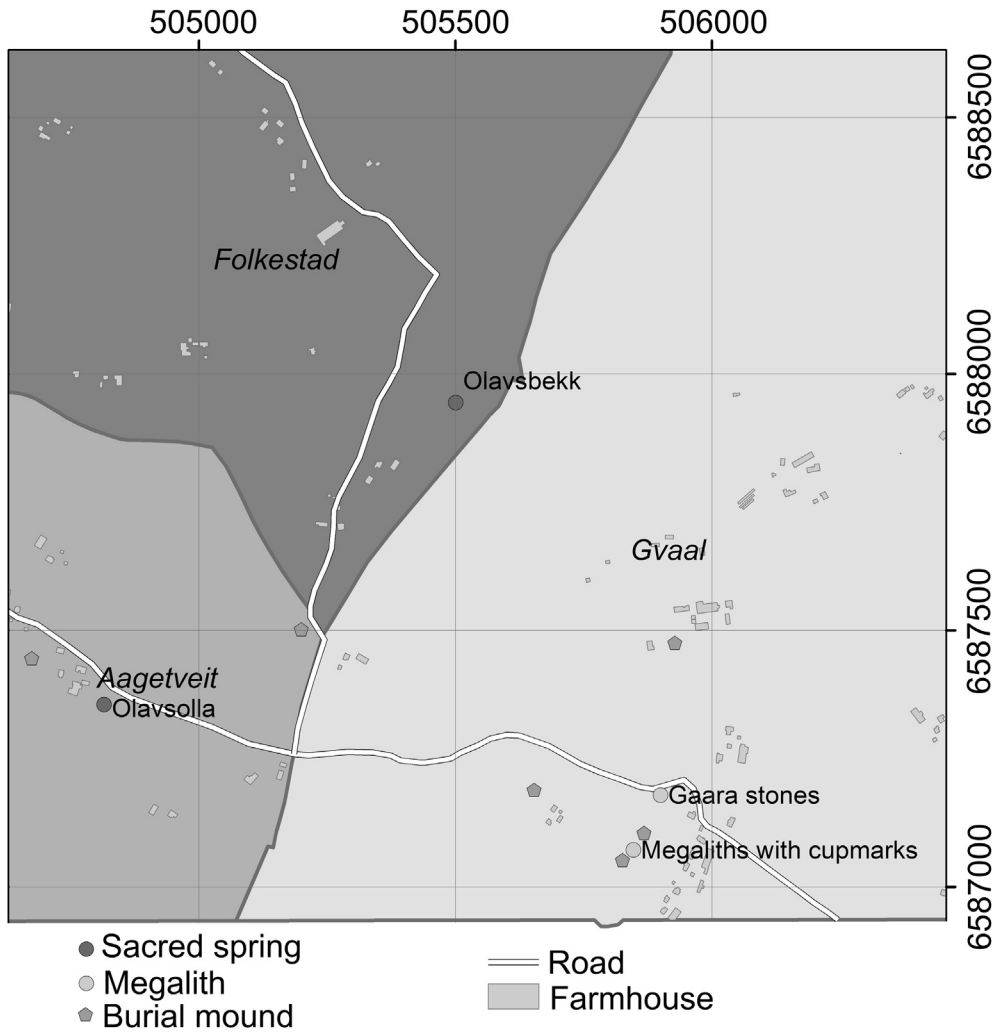 505000 505500 506000
6588500
Folkestad
6588000
Olavsbekk
Gvaal
6587500
Aagetveit
Olavsolla
Gaara stones
Megaliths with cupmarks
6587000
Sacred spring
Megalith
Burial mound
Road
Farmhouse